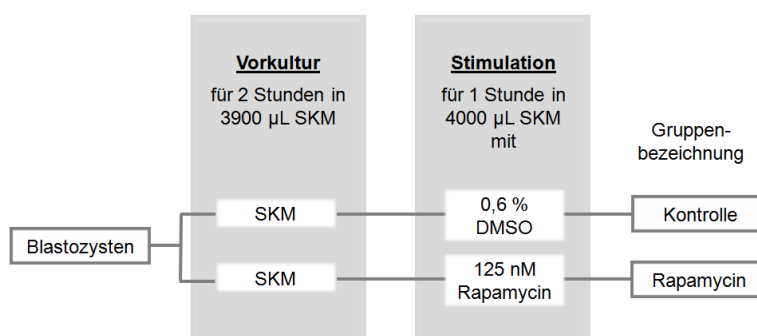 Vorkultur
für 2 Stunden in
3900 µL SKM
Stimulation
für 1 Stunde in
4000 µL SKM
mit
Gruppen-
bezeichnung
Blastozysten
SKM
0,6 %
DMSO
Kontrolle
SKM
125 nM
Rapamycin
Rapamycin